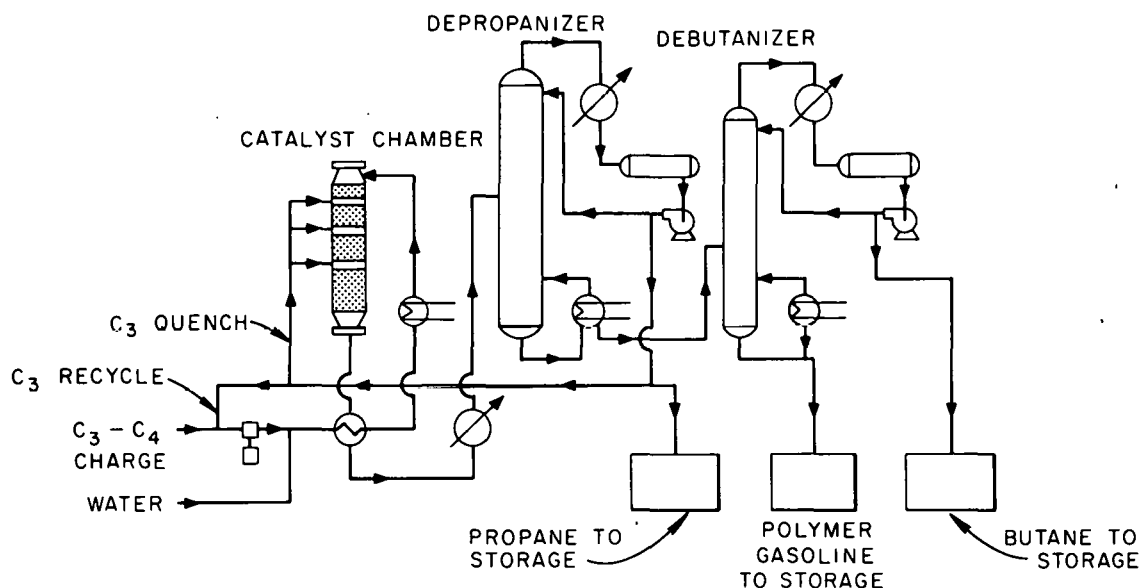 DEPROPANIZER
DEBUTANIZER
CATALYST CHAMBER
C₃ QUENCH
C₃ RECYCLE
C₃ – C₄
CHARGE
WATER
PROPANE TO
STORAGE
POLYMER
GASOLINE
TO STORAGE
BUTANE TO
STORAGE